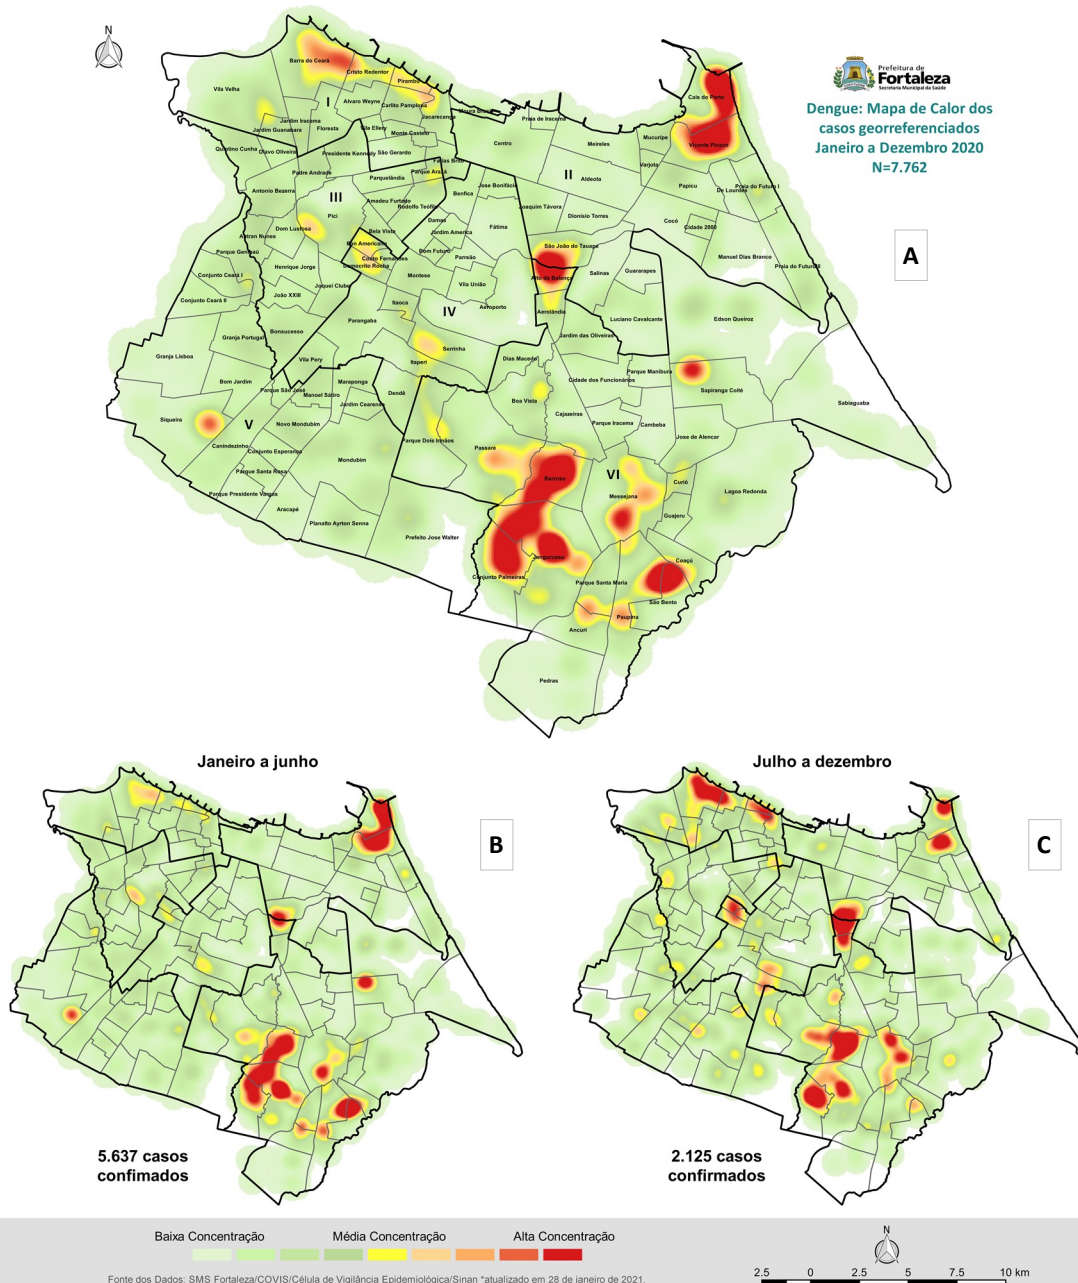 N
Prefeitura de
Fortaleza
Secretaria Municipal da Saúde
Dengue: Mapa de Calor dos
casos georreferenciados
Janeiro a Dezembro 2020
N=7.762
A
Barra do Ceará
Cristo Redentor
Pirambu
Vila Velha
I
Alvaro Weyne
Carlito Pamplona
Jacarecanga
Jardim Iracema
Jardim Guanabara
Floresta
Vila Ellery
Monte Castelo
Praia de Iracema
Cais do Porto
Vicente Pinzon
Mucuripe
Meireles
Centro
Varjota
Quintino Cunha
Olavo Oliveira
Presidente Kennedy
São Gerardo
Farias Brito
Padre Andrade
Parquelândia
Parque Araxá
II
Aldeota
Papicu
De Lourdes
Praia do Futuro I
Antonio Bezerra
III
Amadeu Furtado
Rodolfo Teófilo
Benfica
Jose Bonifácio
Joaquim Távora
Dionísio Torres
Cocó
Cidade 2000
Pici
Dom Lustosa
Bela Vista
Damas
Jardim America
Fátima
Autran Nunes
Pan Americano
Couto Fernandes
Democrito Rocha
Bom Futuro
Parreão
São João do Tauape
Manuel Dias Branco
Praia do Futuro II
Parque Genibaú
Henrique Jorge
Conjunto Ceará I
Montese
Vila União
Alto da Balança
Salinas
Guararapes
Joquei Clube
João XXIII
Conjunto Ceará II
Itaoca
IV
Aeroporto
Aerolândia
Luciano Cavalcante
Edson Queiroz
Parangaba
Bonsucesso
Granja Portugal
Jardim das Oliveiras
Serrinha
Granja Lisboa
Vila Pery
Itaperi
Dias Macedo
Parque Manibura
Cidade dos Funcionários
Sapiranga Coité
Bom Jardim
Parque São José
Maraponga
Manoel Sátiro
Jardim Cearense
Dendê
Boa Vista
Sabiaguaba
Siqueira
V
Novo Mondubim
Cajazeiras
Parque Iracema
Cambeba
Jose de Alencar
Canindezinho
Conjunto Esperança
Parque Dois Irmãos
Passaré
Mondubim
Parque Santa Rosa
Barroso
VI
Curió
Messejana
Lagoa Redonda
Parque Presidente Vargas
Aracapé
Guajeru
Planalto Ayrton Senna
Prefeito Jose Walter
Jangurussu
Coaçú
Conjunto Palmeiras
Parque Santa Maria
São Bento
Paupina
Ancuri
Pedras
Janeiro a junho
B
5.637 casos
confimados
Julho a dezembro
C
2.125 casos
confirmados
Baixa Concentração Média Concentração Alta Concentração
Fonte dos Dados: SMS Fortaleza/COVIS/Célula de Vigilância Epidemiológica/Sinan *atualizado em 28 de janeiro de 2021.
N
2.5 0 2.5 5 7.5 10 km